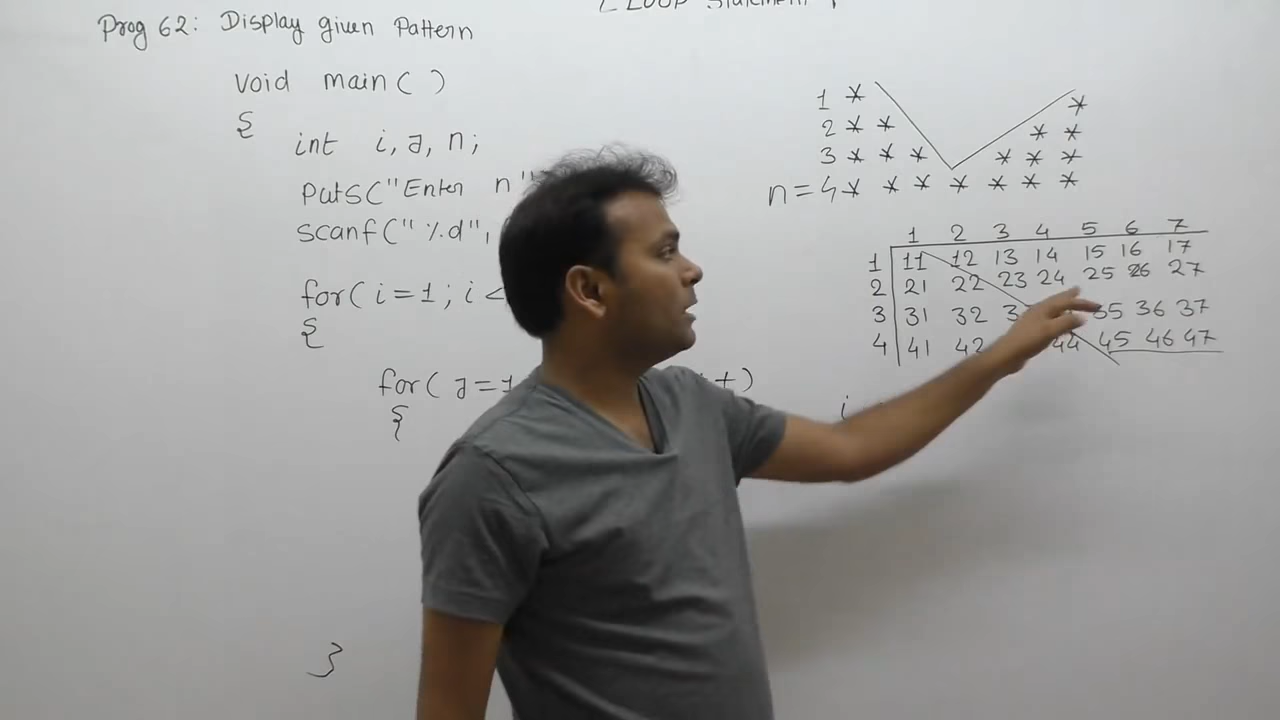 Prog 62: Display given Pattern
void main( )
{
int i, J, n;
puts("Enter n"
scanf("%d",
for( i=1; i <
{
for( J=1
+)
{
}
1 *
*
2 * *
* *
3 * * *
* * *
n=4 * * * * * * *
1 2 3 4 5 6 7
1 11 12 13 14 15 16 17
2 21 22 23 24 25 26 27
3 31 32 3 35 36 37
4 41 42 44 45 46 47
i